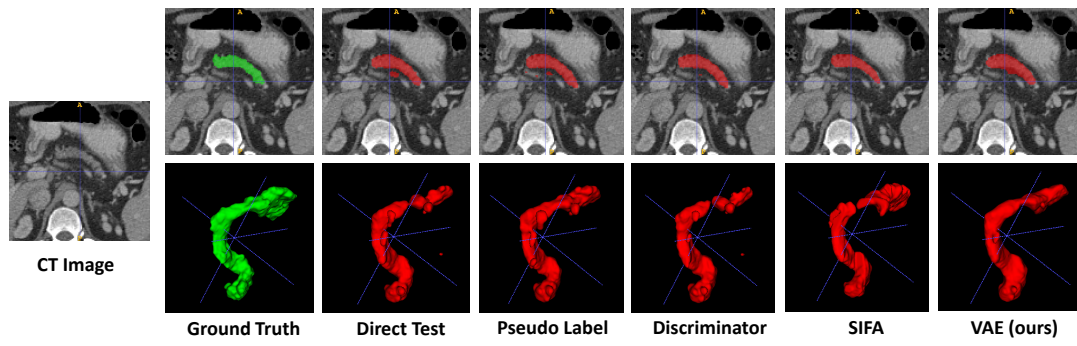 A A A A A
A
CT Image
Ground Truth Direct Test Pseudo Label Discriminator SIFA VAE (ours)